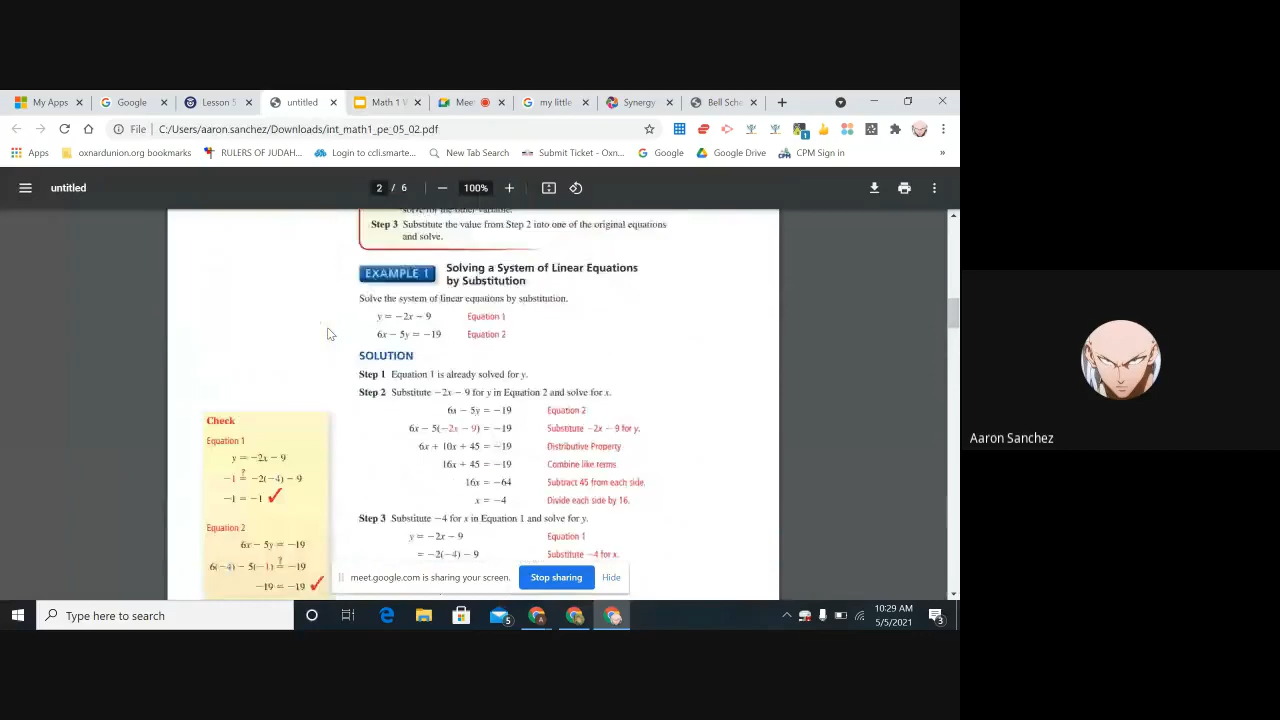 My Apps
Google
Lesson 5
untitled
Math 1 V
Mee
my little
Synergy
Bell Sche
File
C:/Users/aaron.sanchez/Downloads/int_math1_pe_05_02.pdf
1
Apps
oxnardunion.org bookmarks
RULERS OF JUDAH...
Login to ccli.smarte...
New Tab Search
Submit Ticket - Oxn...
Google
Google Drive
CPM Sign in
»
untitled
2 / 6
100%
solve for the other variable.
Step 3 Substitute the value from Step 2 into one of the original equations
and solve.
EXAMPLE 1 Solving a System of Linear Equations
by Substitution
Solve the system of linear equations by substitution.
y = −2x − 9 Equation 1
6x − 5y = −19 Equation 2
SOLUTION
Step 1 Equation 1 is already solved for y.
Step 2 Substitute −2x − 9 for y in Equation 2 and solve for x.
6x − 5y = −19 Equation 2
6x − 5(−2x − 9) = −19 Substitute −2x − 9 for y.
6x + 10x + 45 = −19 Distributive Property
16x + 45 = −19 Combine like terms
16x = −64 Subtract 45 from each side.
x = −4 Divide each side by 16.
Step 3 Substitute −4 for x in Equation 1 and solve for y.
y = −2x − 9 Equation 1
= −2(−4) − 9 Substitute −4 for x.
Check
Equation 1
y = −2x − 9
?
−1 = −2(−4) − 9
−1 = −1 ✓
Equation 2
6x − 5y = −19
?
6(−4) − 5(−1) = −19
−19 = −19 ✓
meet.google.com is sharing your screen.
Stop sharing
Hide
Aaron Sanchez
Type here to search
5
10:29 AM
5/5/2021
3